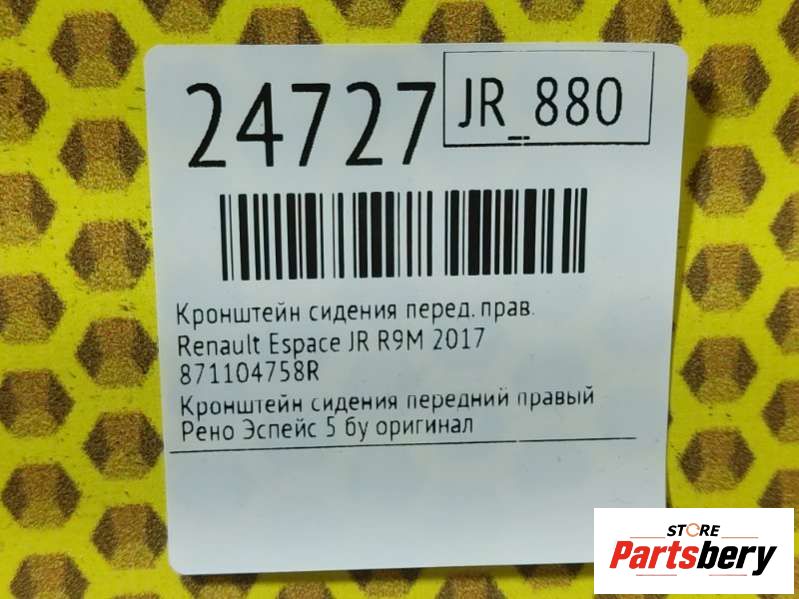 24727
JR_880
Кронштейн сидения перед. прав.
Renault Espace JR R9M 2017
871104758R
Кронштейн сидения передний правый
Рено Эспейс 5 бу оригинал
STORE
Partsbery